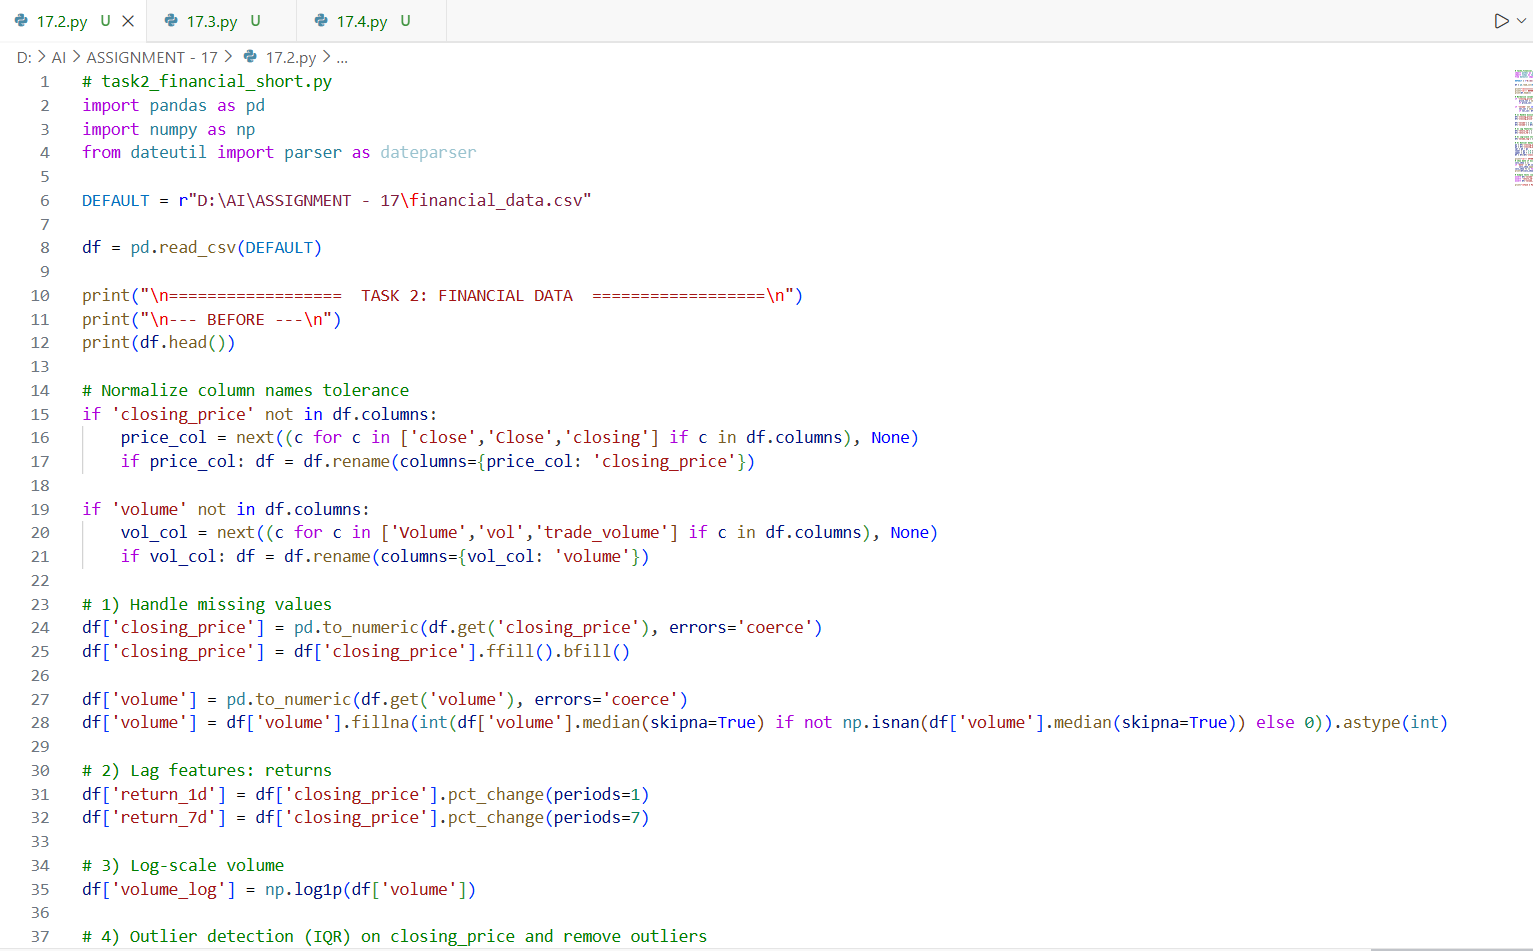 17.2.py U
17.3.py U
17.4.py U
D: > AI > ASSIGNMENT - 17 > 17.2.py > ...
1 # task2_financial_short.py
2 import pandas as pd
3 import numpy as np
4 from dateutil import parser as dateparser
5
6 DEFAULT = r"D:\AI\ASSIGNMENT - 17\financial_data.csv"
7
8 df = pd.read_csv(DEFAULT)
9
10 print("\n==================  TASK 2: FINANCIAL DATA  ==================\n")
11 print("\n--- BEFORE ---\n")
12 print(df.head())
13
14 # Normalize column names tolerance
15 if 'closing_price' not in df.columns:
16     price_col = next((c for c in ['close','Close','closing'] if c in df.columns), None)
17     if price_col: df = df.rename(columns={price_col: 'closing_price'})
18
19 if 'volume' not in df.columns:
20     vol_col = next((c for c in ['Volume','vol','trade_volume'] if c in df.columns), None)
21     if vol_col: df = df.rename(columns={vol_col: 'volume'})
22
23 # 1) Handle missing values
24 df['closing_price'] = pd.to_numeric(df.get('closing_price'), errors='coerce')
25 df['closing_price'] = df['closing_price'].ffill().bfill()
26
27 df['volume'] = pd.to_numeric(df.get('volume'), errors='coerce')
28 df['volume'] = df['volume'].fillna(int(df['volume'].median(skipna=True) if not np.isnan(df['volume'].median(skipna=True)) else 0)).astype(int)
29
30 # 2) Lag features: returns
31 df['return_1d'] = df['closing_price'].pct_change(periods=1)
32 df['return_7d'] = df['closing_price'].pct_change(periods=7)
33
34 # 3) Log-scale volume
35 df['volume_log'] = np.log1p(df['volume'])
36
37 # 4) Outlier detection (IQR) on closing_price and remove outliers